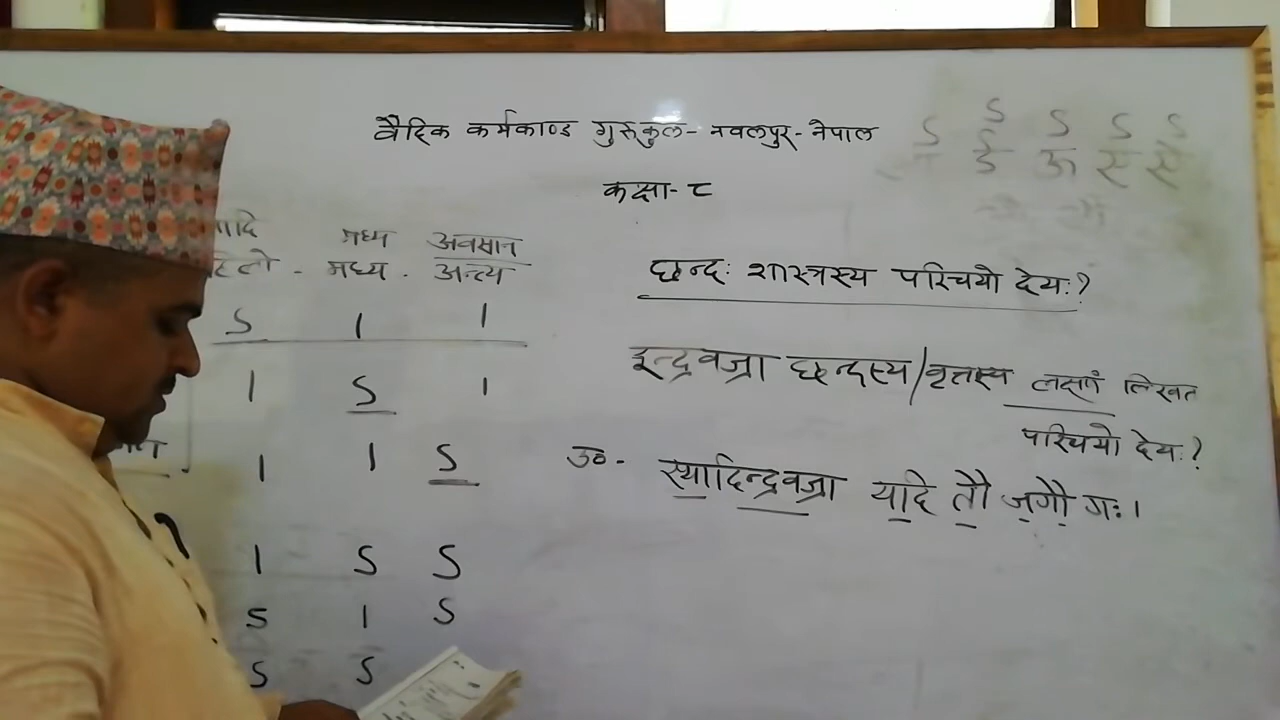 वैदिक कर्मकाण्ड गुरुकुल- नवलपुर- नेपाल
कक्षा- ८
मध्य अवसान
मध्य . अन्त्य
S I I
I S I
I I S
I S S
S I S
S S
छन्दः शास्त्रस्य परिचयो देयः?
इन्द्रवज्रा छन्दस्य/वृत्तस्य लक्षणं लिखत
परिचयो देयः?
उ०- स्यादिन्द्रवज्रा यदि तौ जगौ गः।
S S S S S